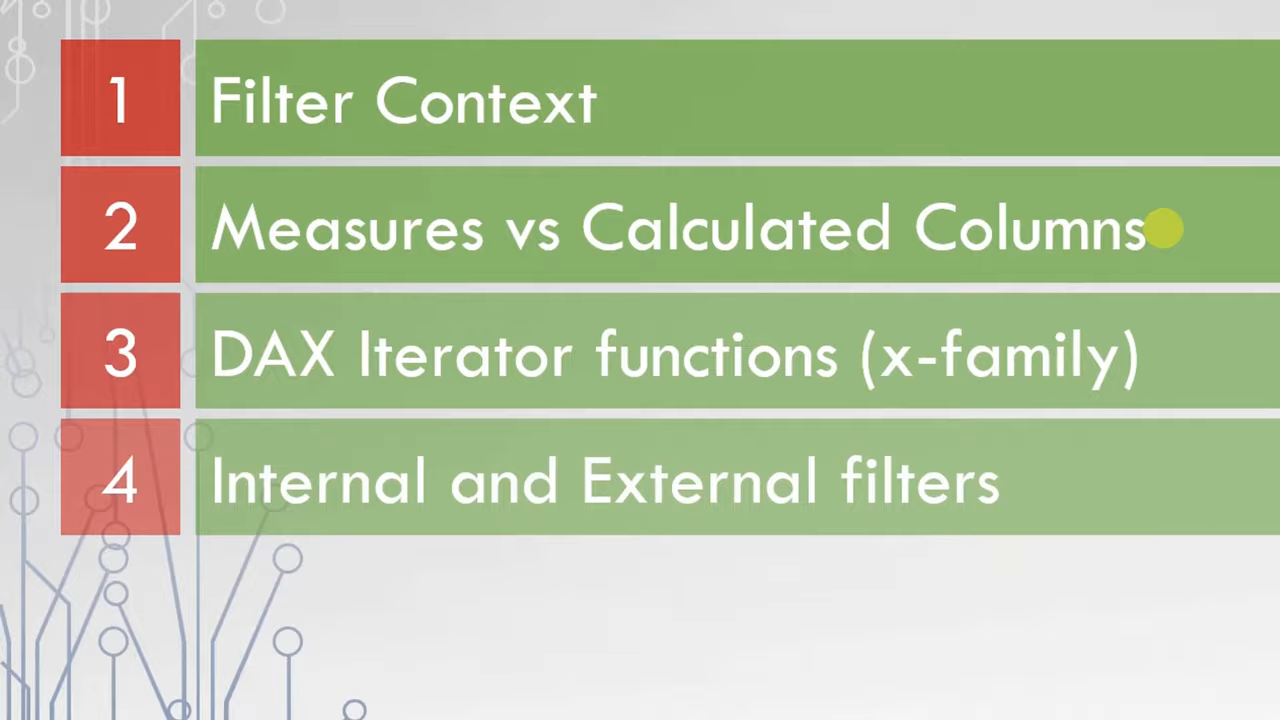 1 Filter Context
2 Measures vs Calculated Columns
3 DAX Iterator functions (x-family)
4 Internal and External filters